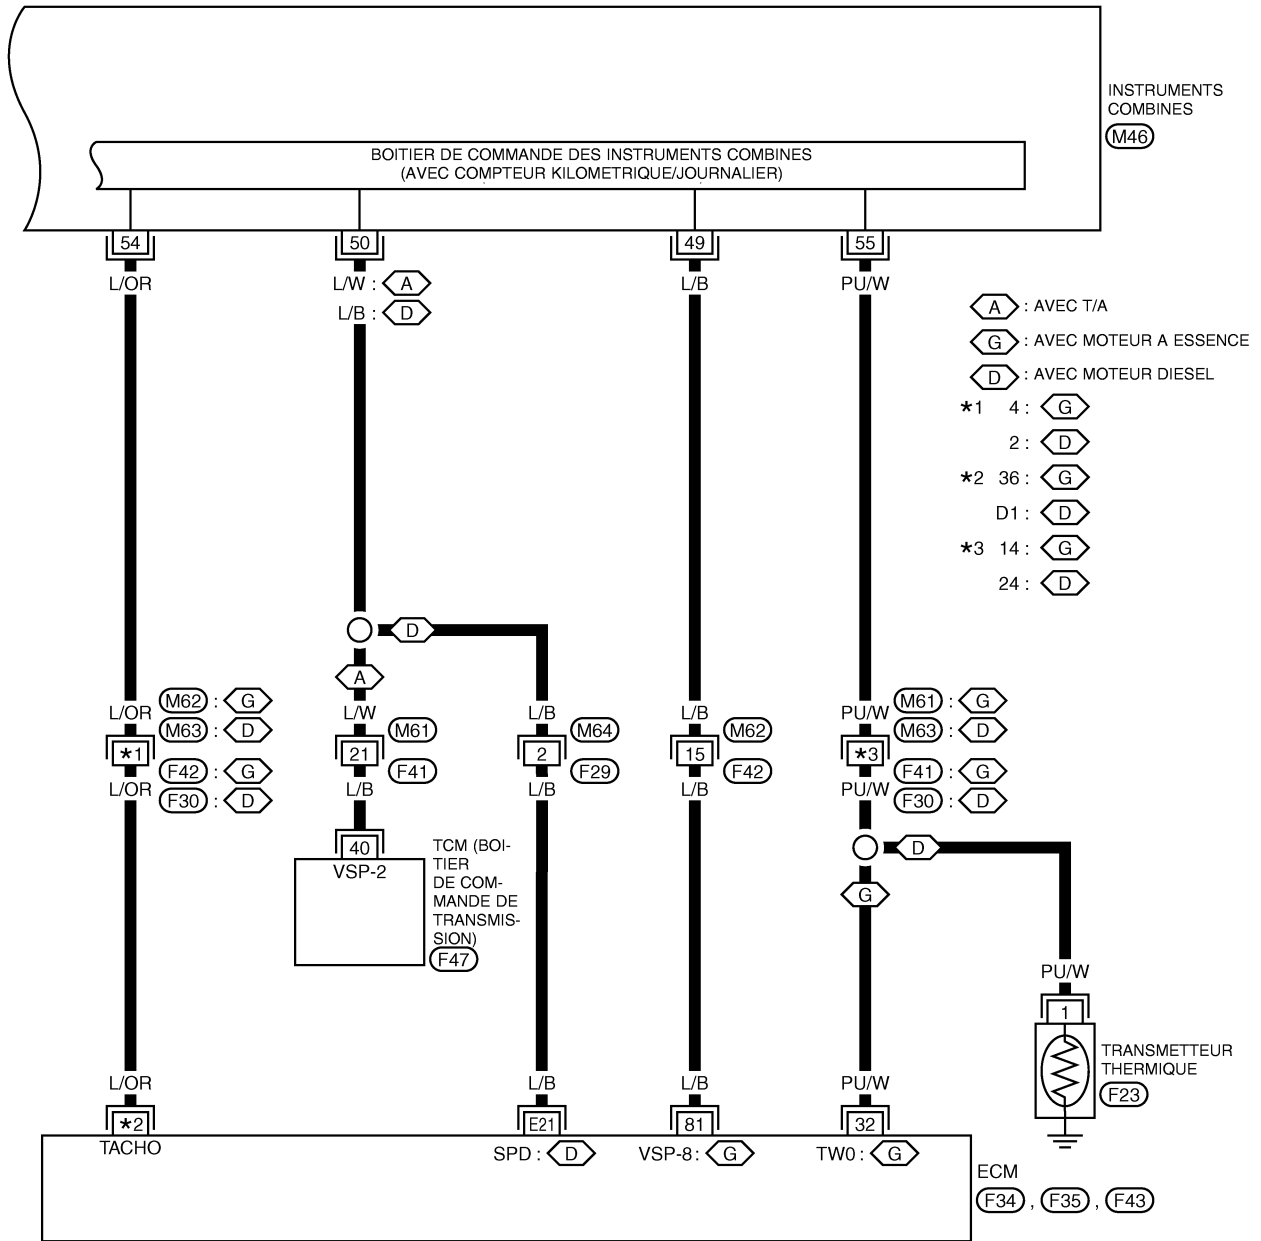 INSTRUMENTS
COMBINES
M46
BOITIER DE COMMANDE DES INSTRUMENTS COMBINES
(AVEC COMPTEUR KILOMETRIQUE/JOURNALIER)
54 50 49 55
L/OR L/W : A L/B PU/W
L/B : D
A : AVEC T/A
G : AVEC MOTEUR A ESSENCE
D : AVEC MOTEUR DIESEL
*1 4 : G
2 : D
*2 36 : G
D1 : D
*3 14 : G
24 : D
D
A
M62 : G M61 : G
L/OR L/W L/B L/B PU/W
M63 : D M61 M64 M62 M63 : D
*1 21 2 15 *3
F42 : G F41 F29 F42 F41 : G
L/OR L/B L/B L/B PU/W
F30 : D F30 : D
40
VSP-2
TCM (BOI-
TIER
DE COM-
MANDE DE
TRANSMIS-
SION)
F47
D
G
PU/W
1
TRANSMETTEUR
THERMIQUE
F23
L/OR L/B L/B PU/W
*2 E21 81 32
TACHO SPD : D VSP-8 : G TW0 : G
ECM
F34 , F35 , F43